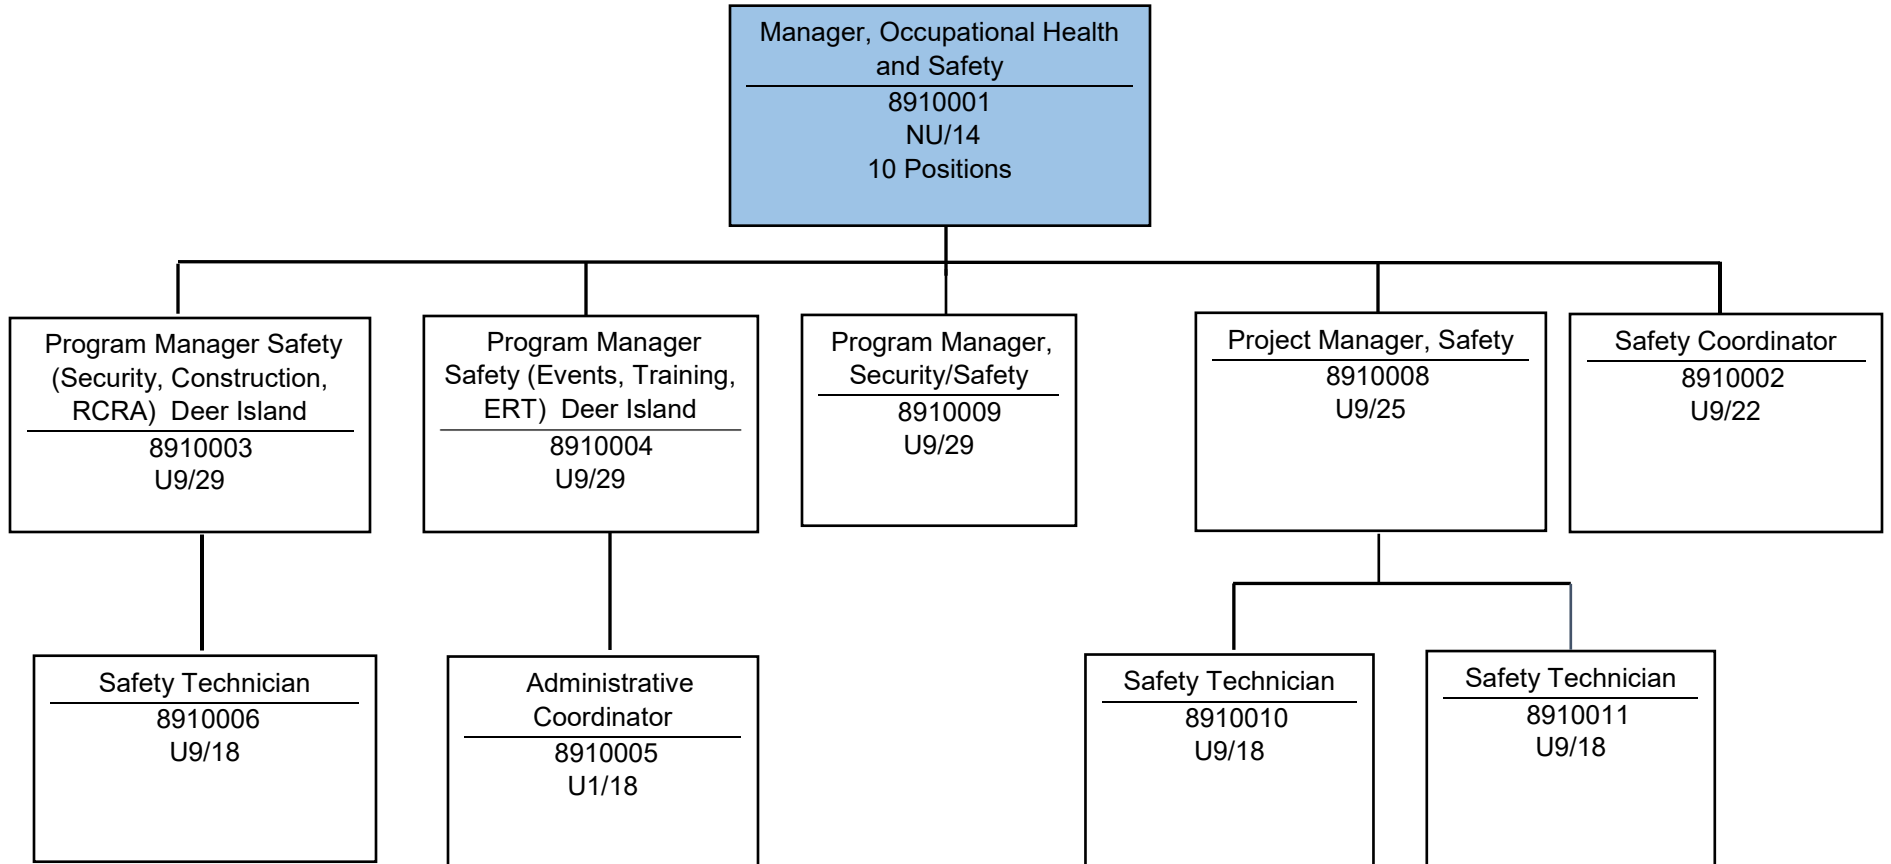 Manager, Occupational Health
and Safety
8910001
NU/14
10 Positions
Program Manager Safety
(Security, Construction,
RCRA)  Deer Island
8910003
U9/29
Program Manager
Safety (Events, Training,
ERT)  Deer Island
8910004
U9/29
Program Manager,
Security/Safety
8910009
U9/29
Project Manager, Safety
8910008
U9/25
Safety Coordinator
8910002
U9/22
Safety Technician
8910006
U9/18
Administrative
Coordinator
8910005
U1/18
Safety Technician
8910010
U9/18
Safety Technician
8910011
U9/18